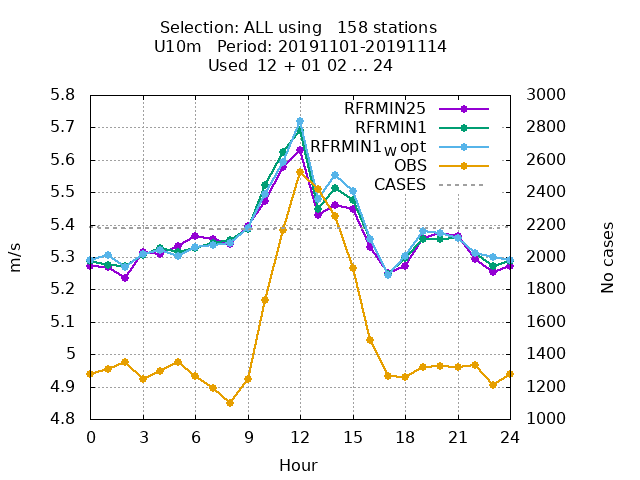 Selection: ALL using   158 stations
U10m   Period: 20191101-20191114
Used  12 + 01 02 ... 24
5.8
5.7
5.6
5.5
5.4
5.3
5.2
5.1
5
4.9
4.8
m/s
RFRMIN25
RFRMIN1
RFRMIN1w opt
OBS
CASES
3000
2800
2600
2400
2200
2000
1800
1600
1400
1200
1000
No cases
0 3 6 9 12 15 18 21 24
Hour